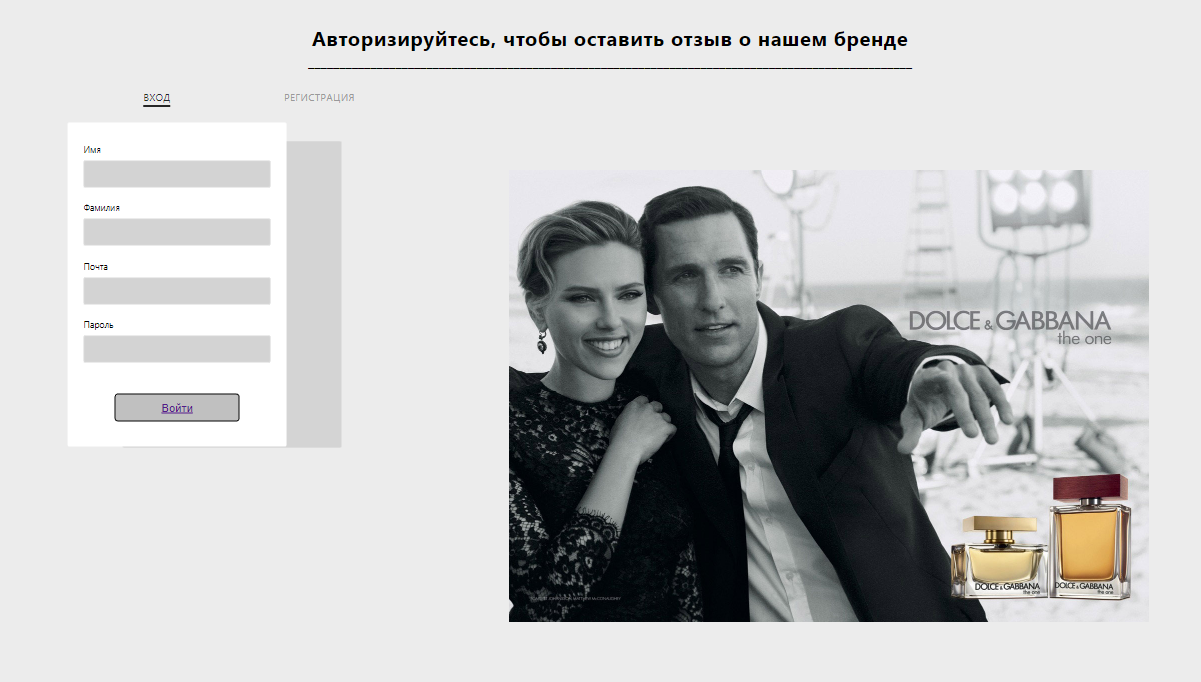 Авторизируйтесь, чтобы оставить отзыв о нашем бренде
ВХОД
РЕГИСТРАЦИЯ
Имя
Фамилия
Почта
Пароль
Войти
DOLCE & GABBANA
the one
DOLCE & GABBANA
the one
DOLCE & GABBANA
the one